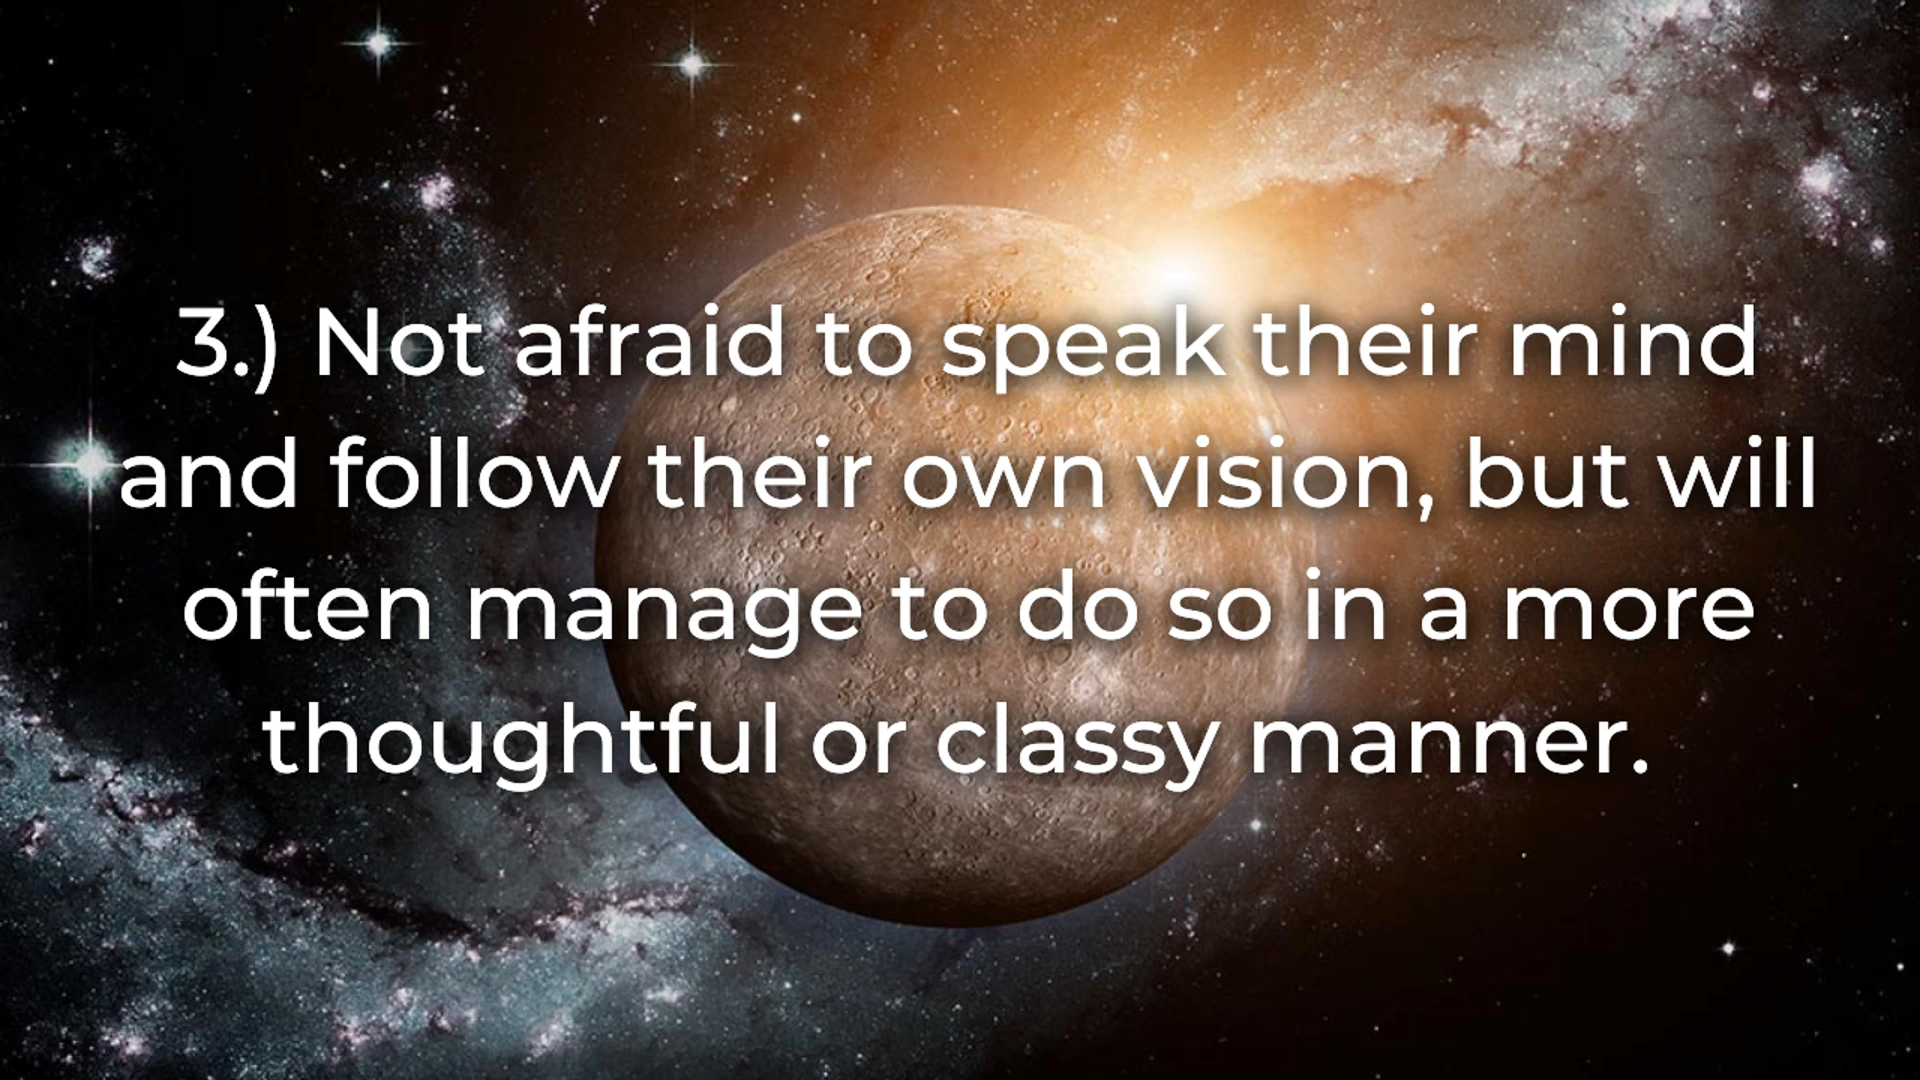 3.) Not afraid to speak their mind
and follow their own vision, but will
often manage to do so in a more
thoughtful or classy manner.